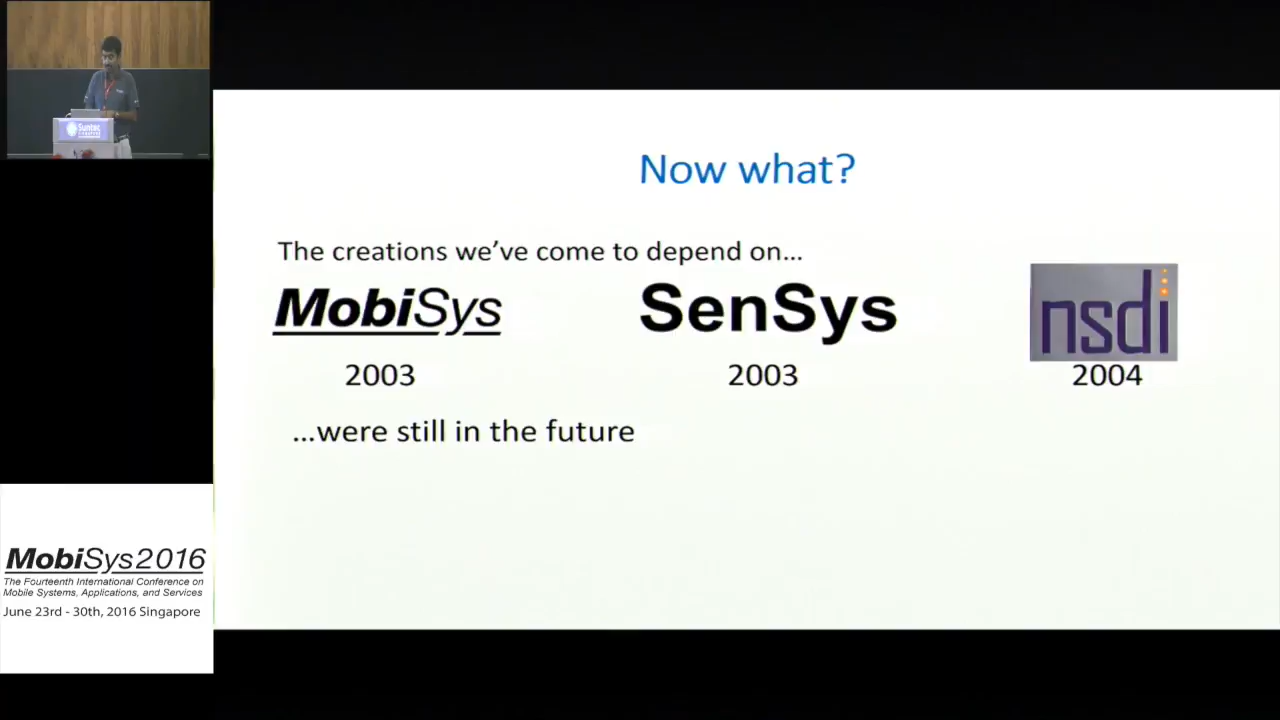 Suntec
Now what?
The creations we've come to depend on...
MobiSys
SenSys
nsdi
2003
2003
2004
...were still in the future
MobiSys2016
The Fourteenth International Conference on
Mobile Systems, Applications, and Services
June 23rd - 30th, 2016 Singapore